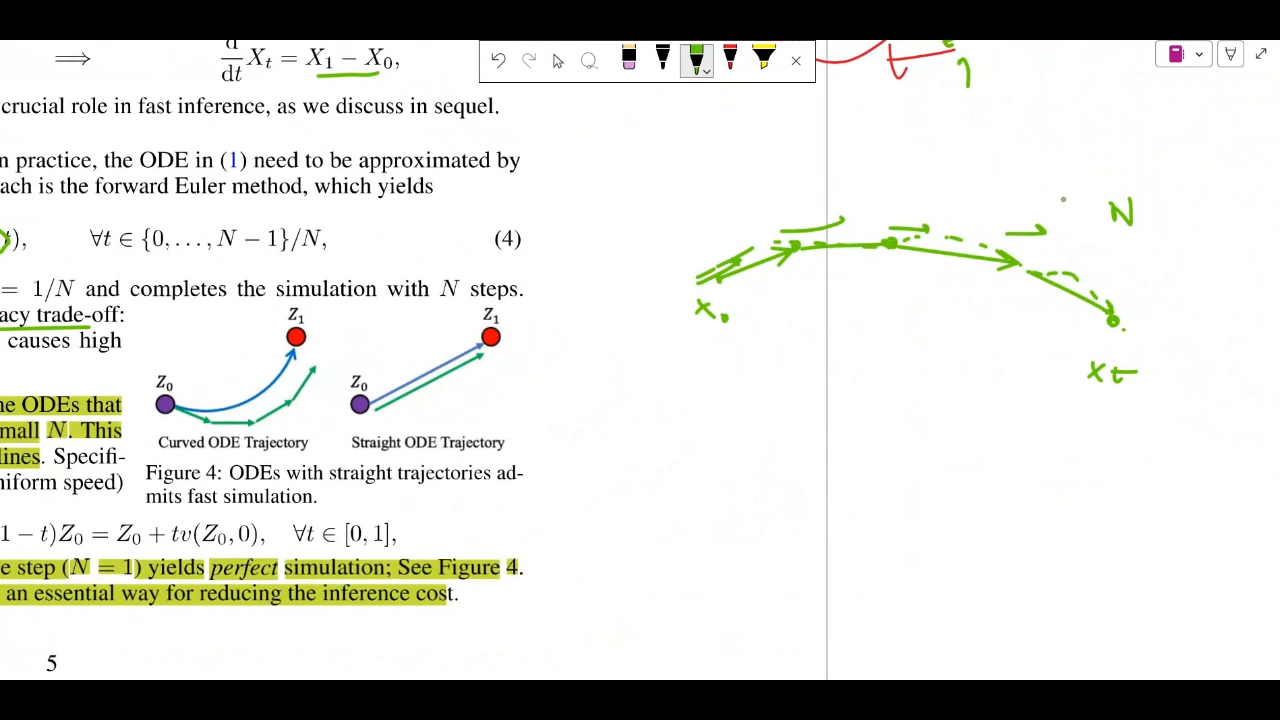 ⟹ d/dt X_t = X_1 − X_0,
crucial role in fast inference, as we discuss in sequel.
n practice, the ODE in (1) need to be approximated by
ach is the forward Euler method, which yields
t), ∀t ∈ {0, . . . , N − 1}/N, (4)
= 1/N and completes the simulation with N steps.
acy trade-off:
causes high
ne ODEs that
mall N. This
lines. Specifi-
niform speed)
Z_0
Z_1
Z_0
Z_1
Curved ODE Trajectory
Straight ODE Trajectory
Figure 4: ODEs with straight trajectories ad-
mits fast simulation.
1 − t)Z_0 = Z_0 + tv(Z_0, 0), ∀t ∈ [0, 1],
e step (N = 1) yields perfect simulation; See Figure 4.
an essential way for reducing the inference cost.
5
t
1
N
x_0
xt